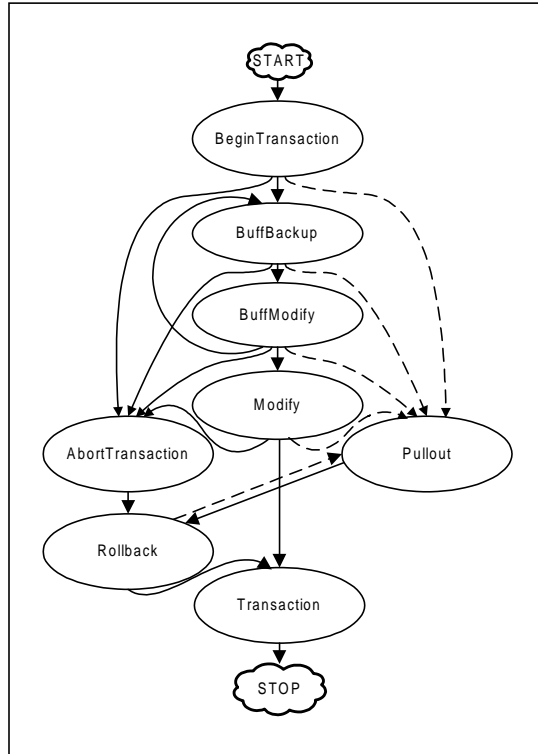 START
BeginTransaction
BuffBackup
BuffModify
Modify
AbortTransaction
Pullout
Rollback
Transaction
STOP